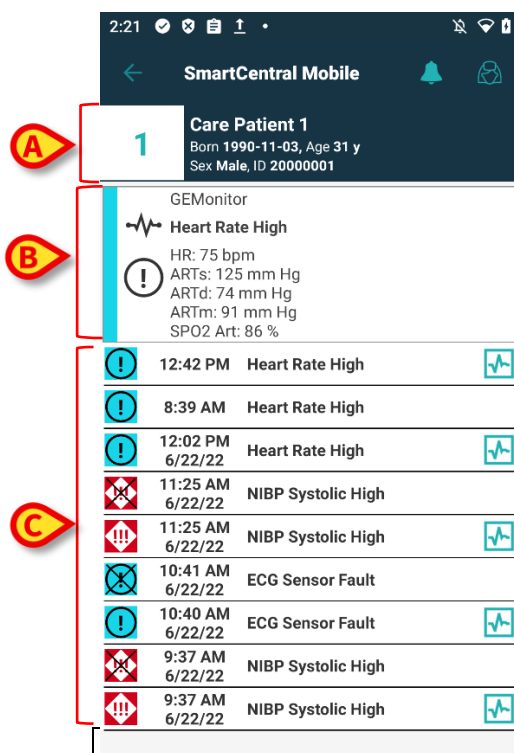 2:21
SmartCentral Mobile
A
1
Care Patient 1
Born 1990-11-03, Age 31 y
Sex Male, ID 20000001
B
GEMonitor
Heart Rate High
HR: 75 bpm
ARTs: 125 mm Hg
ARTd: 74 mm Hg
ARTm: 91 mm Hg
SPO2 Art: 86 %
C
! 12:42 PM Heart Rate High
! 8:39 AM Heart Rate High
! 12:02 PM Heart Rate High
6/22/22
!!! 11:25 AM NIBP Systolic High
6/22/22
!!! 11:25 AM NIBP Systolic High
6/22/22
! 10:41 AM ECG Sensor Fault
6/22/22
! 10:40 AM ECG Sensor Fault
6/22/22
!!! 9:37 AM NIBP Systolic High
6/22/22
!!! 9:37 AM NIBP Systolic High
6/22/22